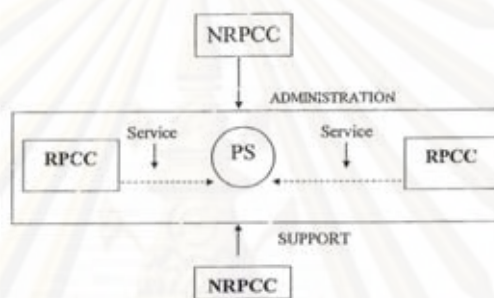 NRPCC
ADMINISTRATION
Service
Service
RPCC
PS
RPCC
SUPPORT
NRPCC